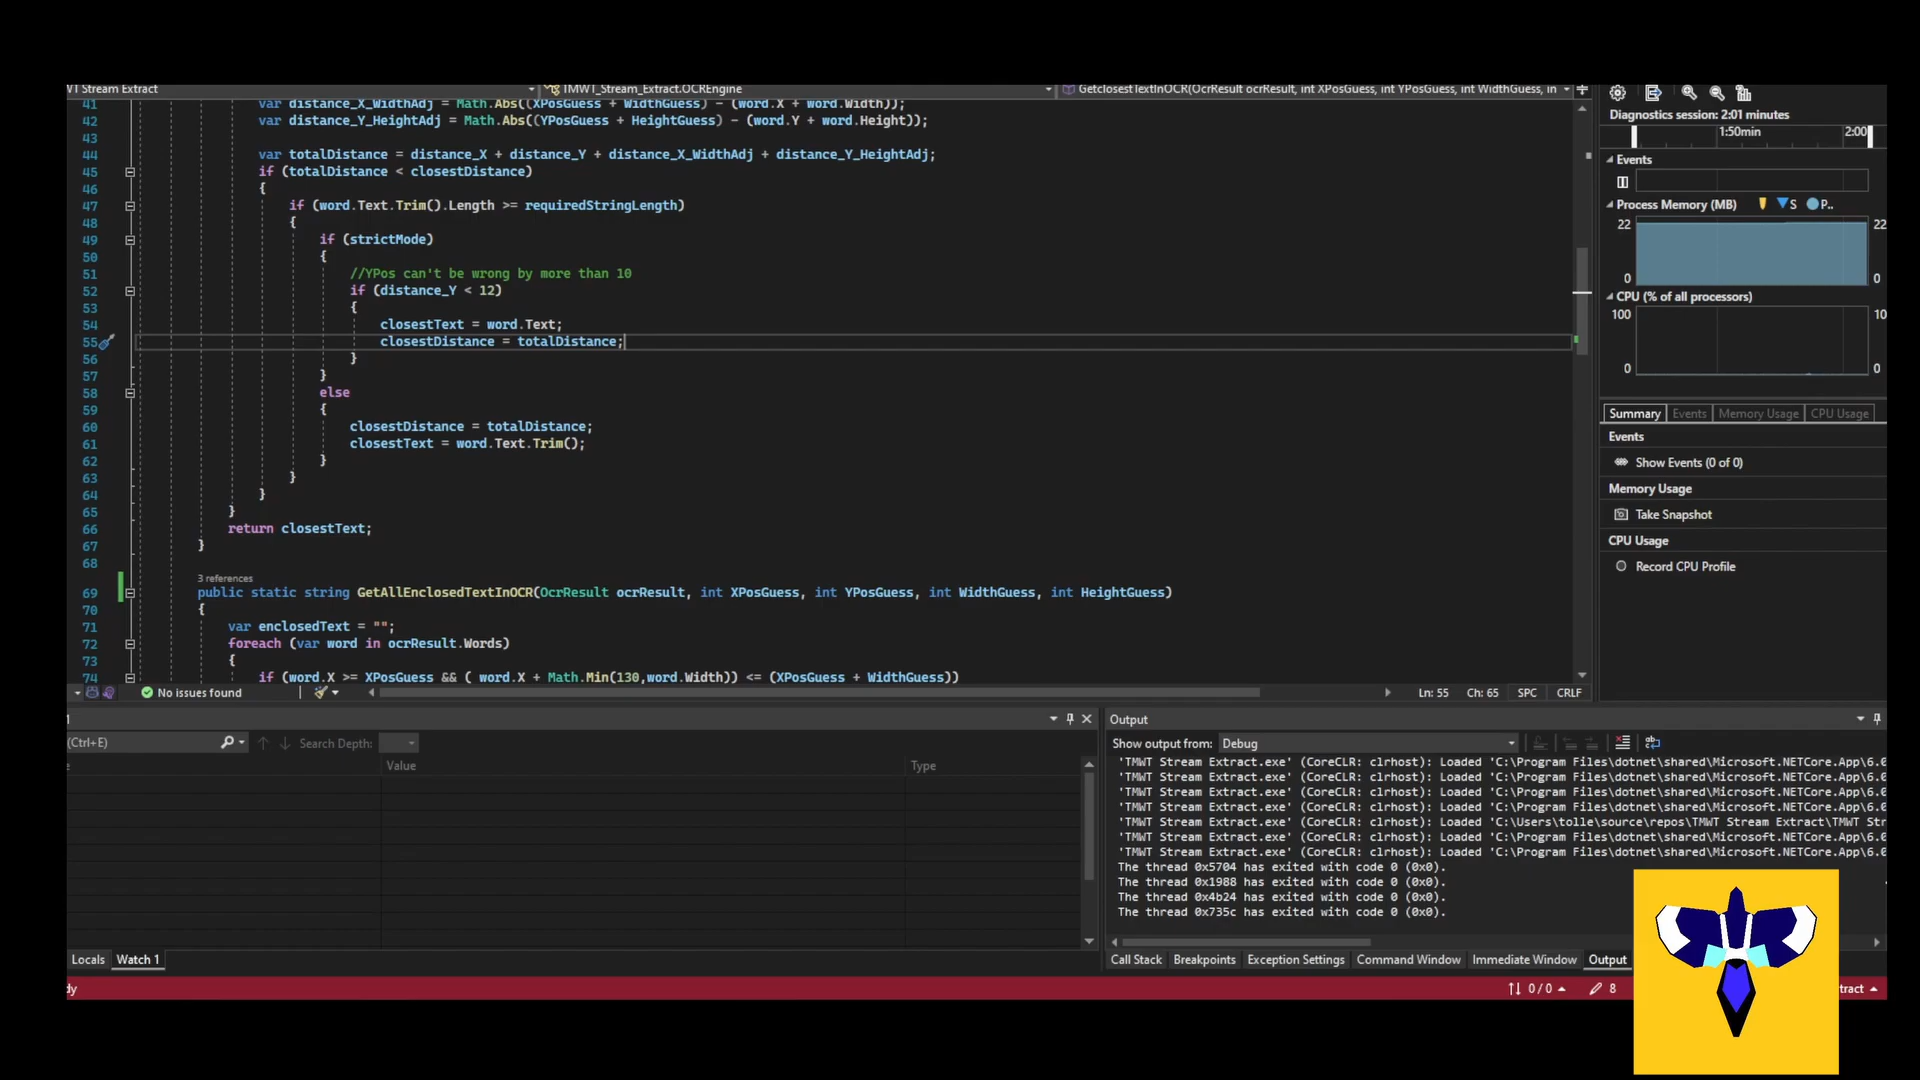 VT Stream Extract
TMWT_Stream_Extract.OCREngine
GetclosestTextInOCR(OcrResult ocrResult, int XPosGuess, int YPosGuess, int WidthGuess, in
41 var distance_X_WidthAdj = Math.Abs((XPosGuess + WidthGuess) - (word.X + word.Width));
42 var distance_Y_HeightAdj = Math.Abs((YPosGuess + HeightGuess) - (word.Y + word.Height));
43
44 var totalDistance = distance_X + distance_Y + distance_X_WidthAdj + distance_Y_HeightAdj;
45 if (totalDistance < closestDistance)
46 {
47 if (word.Text.Trim().Length >= requiredStringLength)
48 {
49 if (strictMode)
50 {
51 //YPos can't be wrong by more than 10
52 if (distance_Y < 12)
53 {
54 closestText = word.Text;
55 closestDistance = totalDistance;
56 }
57 }
58 else
59 {
60 closestDistance = totalDistance;
61 closestText = word.Text.Trim();
62 }
63 }
64 }
65 }
66 return closestText;
67 }
68
3 references
69 public static string GetAllEnclosedTextInOCR(OcrResult ocrResult, int XPosGuess, int YPosGuess, int WidthGuess, int HeightGuess)
70 {
71 var enclosedText = "";
72 foreach (var word in ocrResult.Words)
73 {
74 if (word.X >= XPosGuess && ( word.X + Math.Min(130,word.Width)) <= (XPosGuess + WidthGuess))
No issues found
Ln: 55 Ch: 65 SPC CRLF
Diagnostics session: 2:01 minutes
1:50min 2:00
Events
Process Memory (MB) S P..
22 22
0 0
CPU (% of all processors)
100 10
0 0
Summary Events Memory Usage CPU Usage
Events
Show Events (0 of 0)
Memory Usage
Take Snapshot
CPU Usage
Record CPU Profile
1
(Ctrl+E) Search Depth:
e Value Type
Locals Watch 1
Output
Show output from: Debug
'TMWT Stream Extract.exe' (CoreCLR: clrhost): Loaded 'C:\Program Files\dotnet\shared\Microsoft.NETCore.App\6.0
'TMWT Stream Extract.exe' (CoreCLR: clrhost): Loaded 'C:\Program Files\dotnet\shared\Microsoft.NETCore.App\6.0
'TMWT Stream Extract.exe' (CoreCLR: clrhost): Loaded 'C:\Program Files\dotnet\shared\Microsoft.NETCore.App\6.0
'TMWT Stream Extract.exe' (CoreCLR: clrhost): Loaded 'C:\Program Files\dotnet\shared\Microsoft.NETCore.App\6.0
'TMWT Stream Extract.exe' (CoreCLR: clrhost): Loaded 'C:\Users\tolle\source\repos\TMWT Stream Extract\TMWT Str
'TMWT Stream Extract.exe' (CoreCLR: clrhost): Loaded 'C:\Program Files\dotnet\shared\Microsoft.NETCore.App\6.0
'TMWT Stream Extract.exe' (CoreCLR: clrhost): Loaded 'C:\Program Files\dotnet\shared\Microsoft.NETCore.App\6.0
The thread 0x5704 has exited with code 0 (0x0).
The thread 0x1988 has exited with code 0 (0x0).
The thread 0x4b24 has exited with code 0 (0x0).
The thread 0x735c has exited with code 0 (0x0).
Call Stack Breakpoints Exception Settings Command Window Immediate Window Output
dy 0 / 0 8 tract